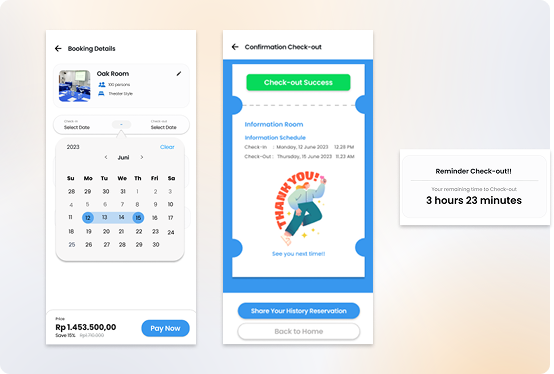 Booking Details
Oak Room
100 persons
Theater Style
Check in
Select Date
Check out
Select Date
2023
Clear
< Juni >
Su Mo Tu We Th Fr Sa
28 29 30 31 1 2 3
4 5 6 7 8 9 10
11 12 13 14 15 16 17
18 19 20 21 22 23 24
25 26 27 28 29 30
Price
Rp 1.453.500,00
Save 15%
Pay Now
Confirmation Check-out
Check-out Success
Information Room
Information Schedule
Check-In : Monday, 12 June 2023 12.28 PM
Check-Out : Thursday, 15 June 2023 11.23 AM
THANK YOU!
See you next time!!
Share Your History Reservation
Back to Home
Reminder Check-out!!
Your remaining time to Check-out
3 hours 23 minutes